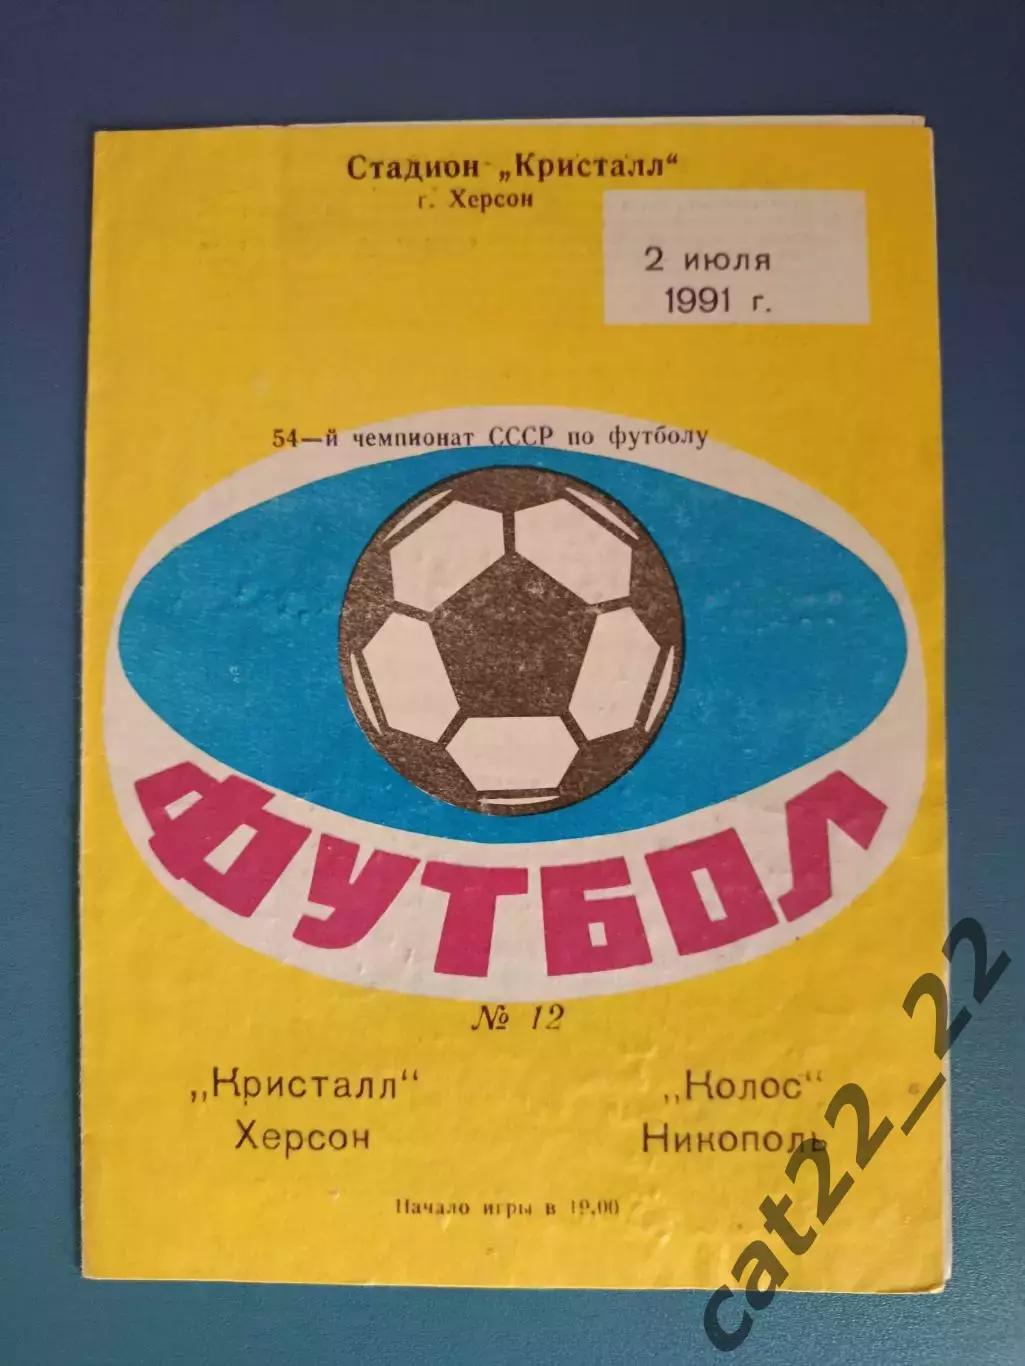 Стадион „Кристалл“
г. Херсон
2 июля
1991 г.
54—й чемпионат СССР по футболу
ФУТБОЛ
№ 12
„Кристалл“
Херсон
„Колос“
Никополь
Начало игры в 19.00
cat22_22